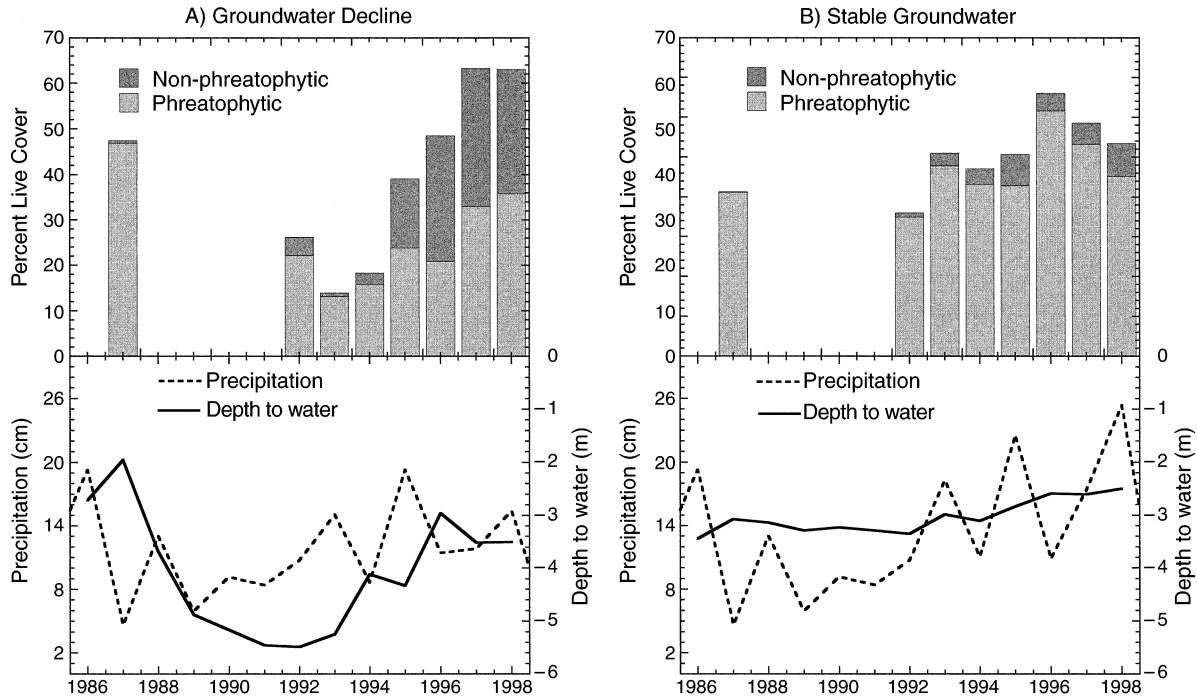 A) Groundwater Decline
70
60
50
40
30
20
10
0
Percent Live Cover
Non-phreatophytic
Phreatophytic
0
26
20
14
8
2
Precipitation (cm)
Precipitation
Depth to water
−1
−2
−3
−4
−5
−6
Depth to water (m)
1986 1988 1990 1992 1994 1996 1998
B) Stable Groundwater
70
60
50
40
30
20
10
0
Percent Live Cover
Non-phreatophytic
Phreatophytic
0
26
20
14
8
2
Precipitation (cm)
Precipitation
Depth to water
−1
−2
−3
−4
−5
−6
Depth to water (m)
1986 1988 1990 1992 1994 1996 1998